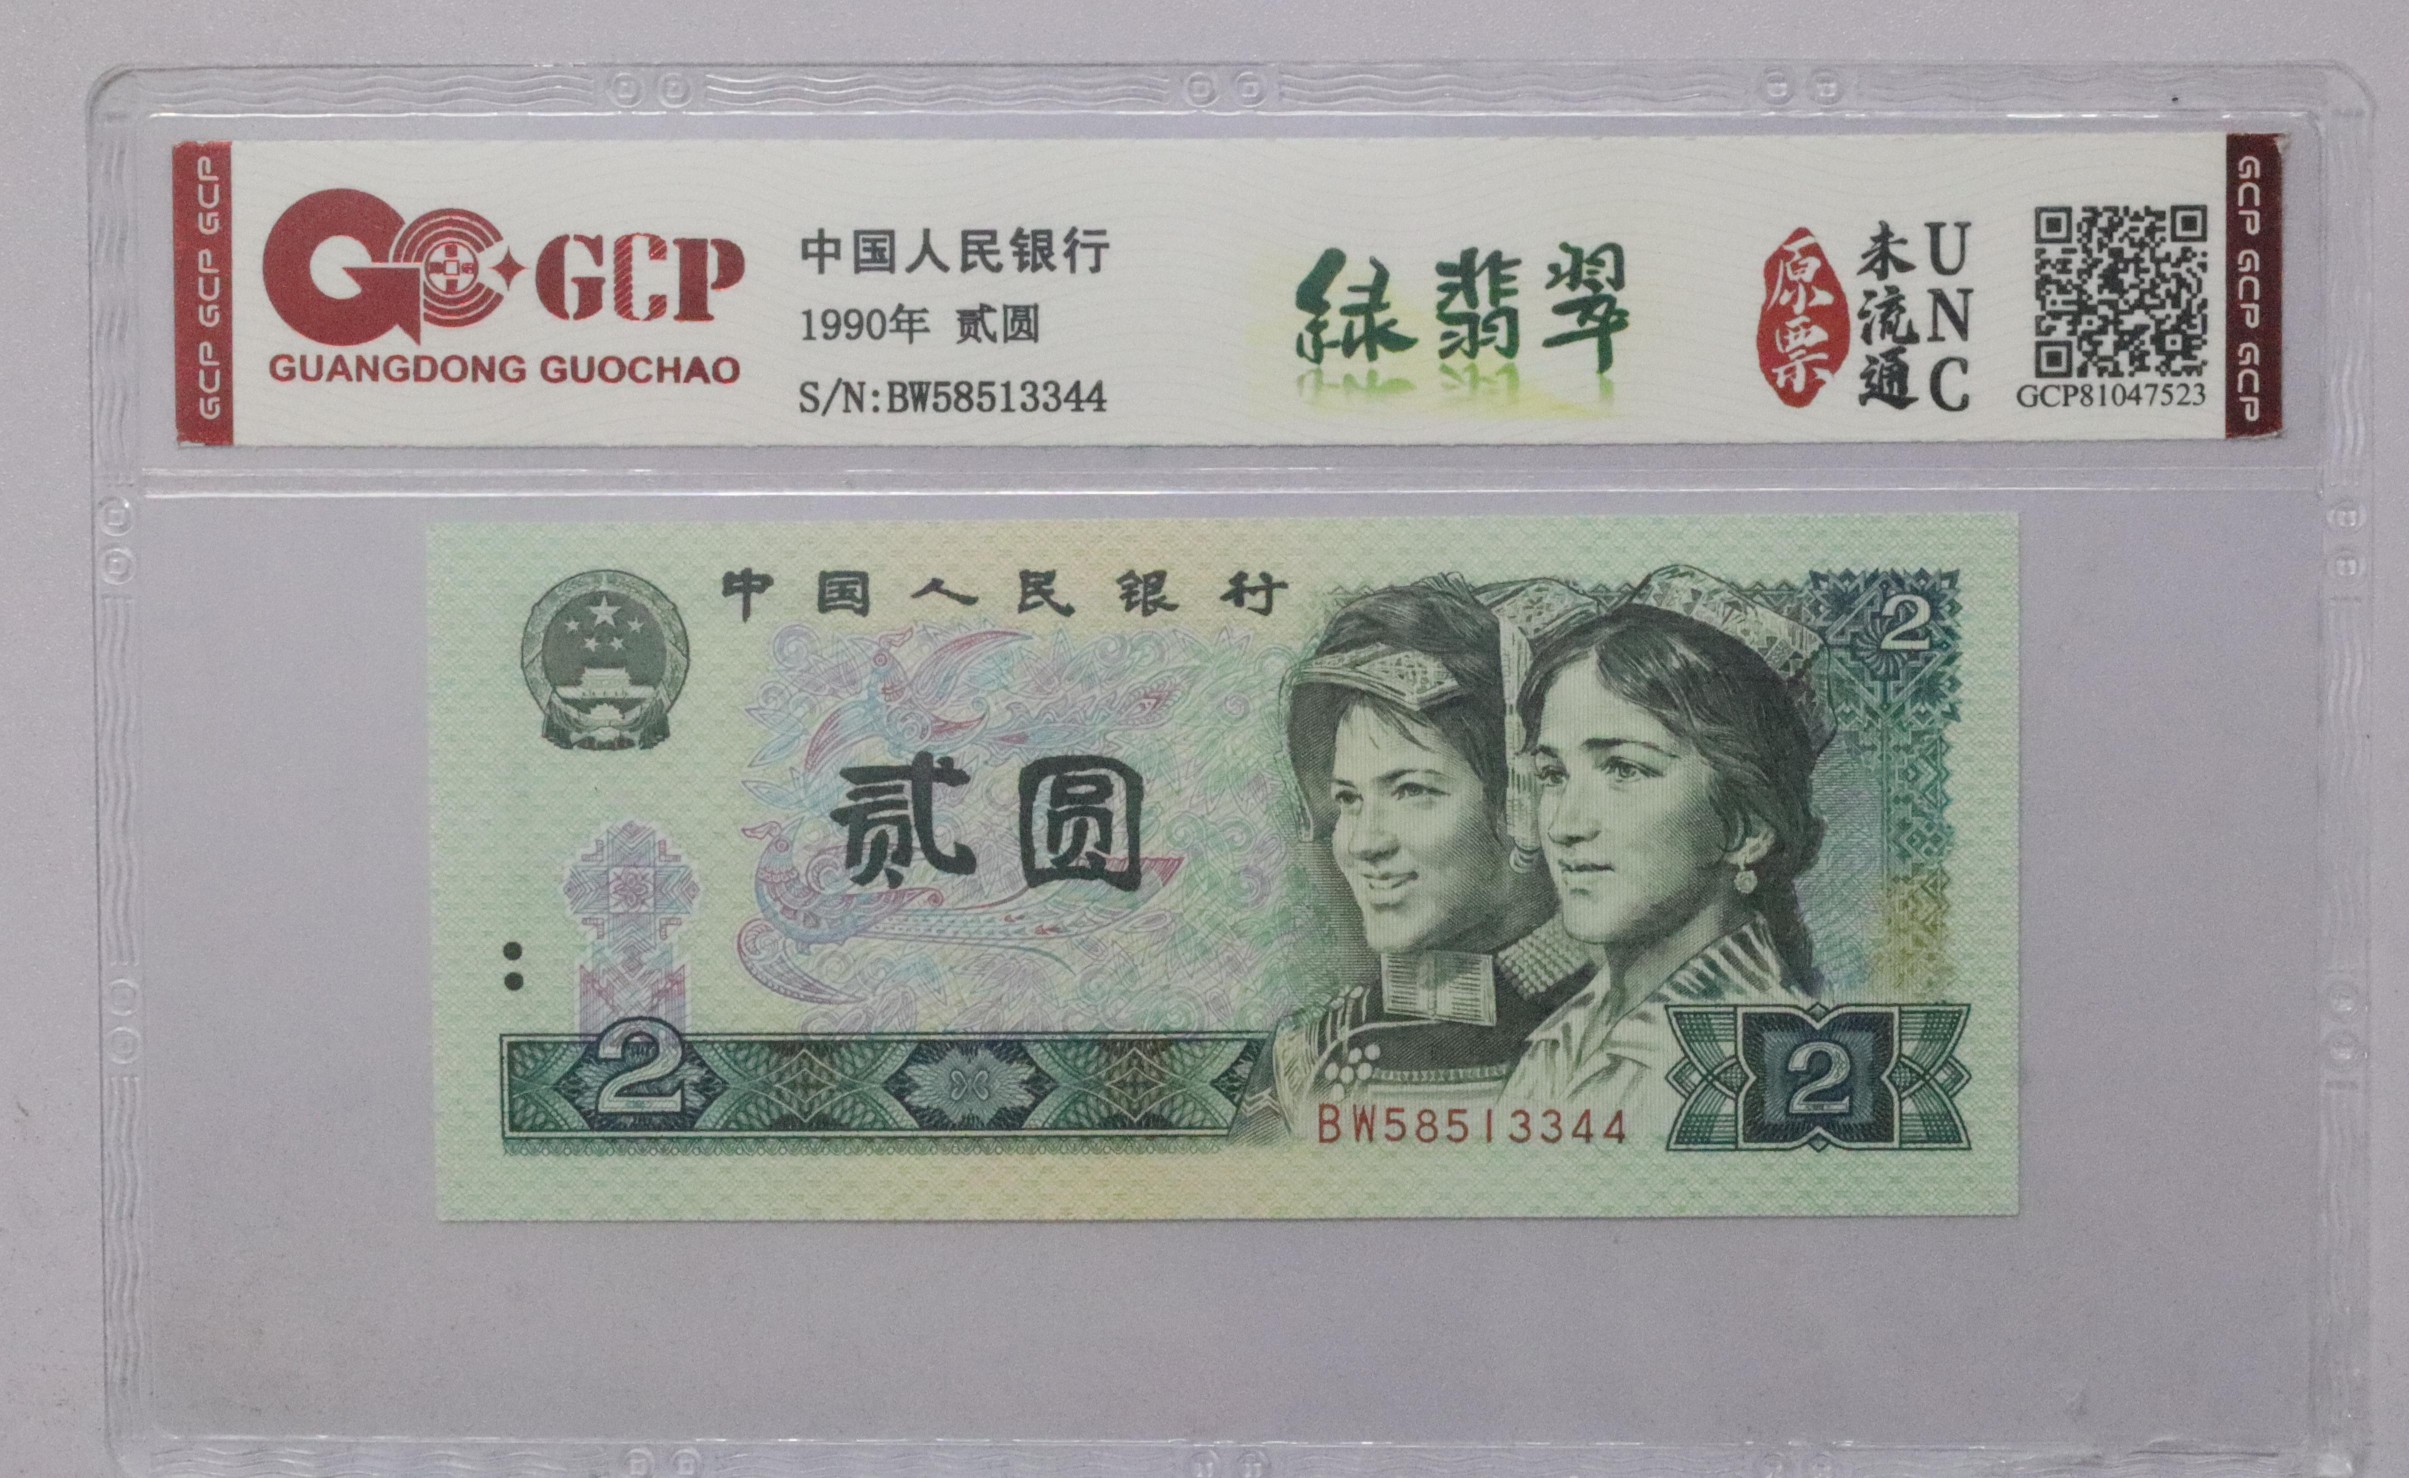 GCP GCP GCP
GCP
GUANGDONG GUOCHAO
中国人民银行
1990年 贰圆
S/N:BW58513344
緑翡翠
原票
未流通
UNC
GCP81047523
GCP GCP GCP
中国人民银行
2
贰圆
2
BW58513344
2